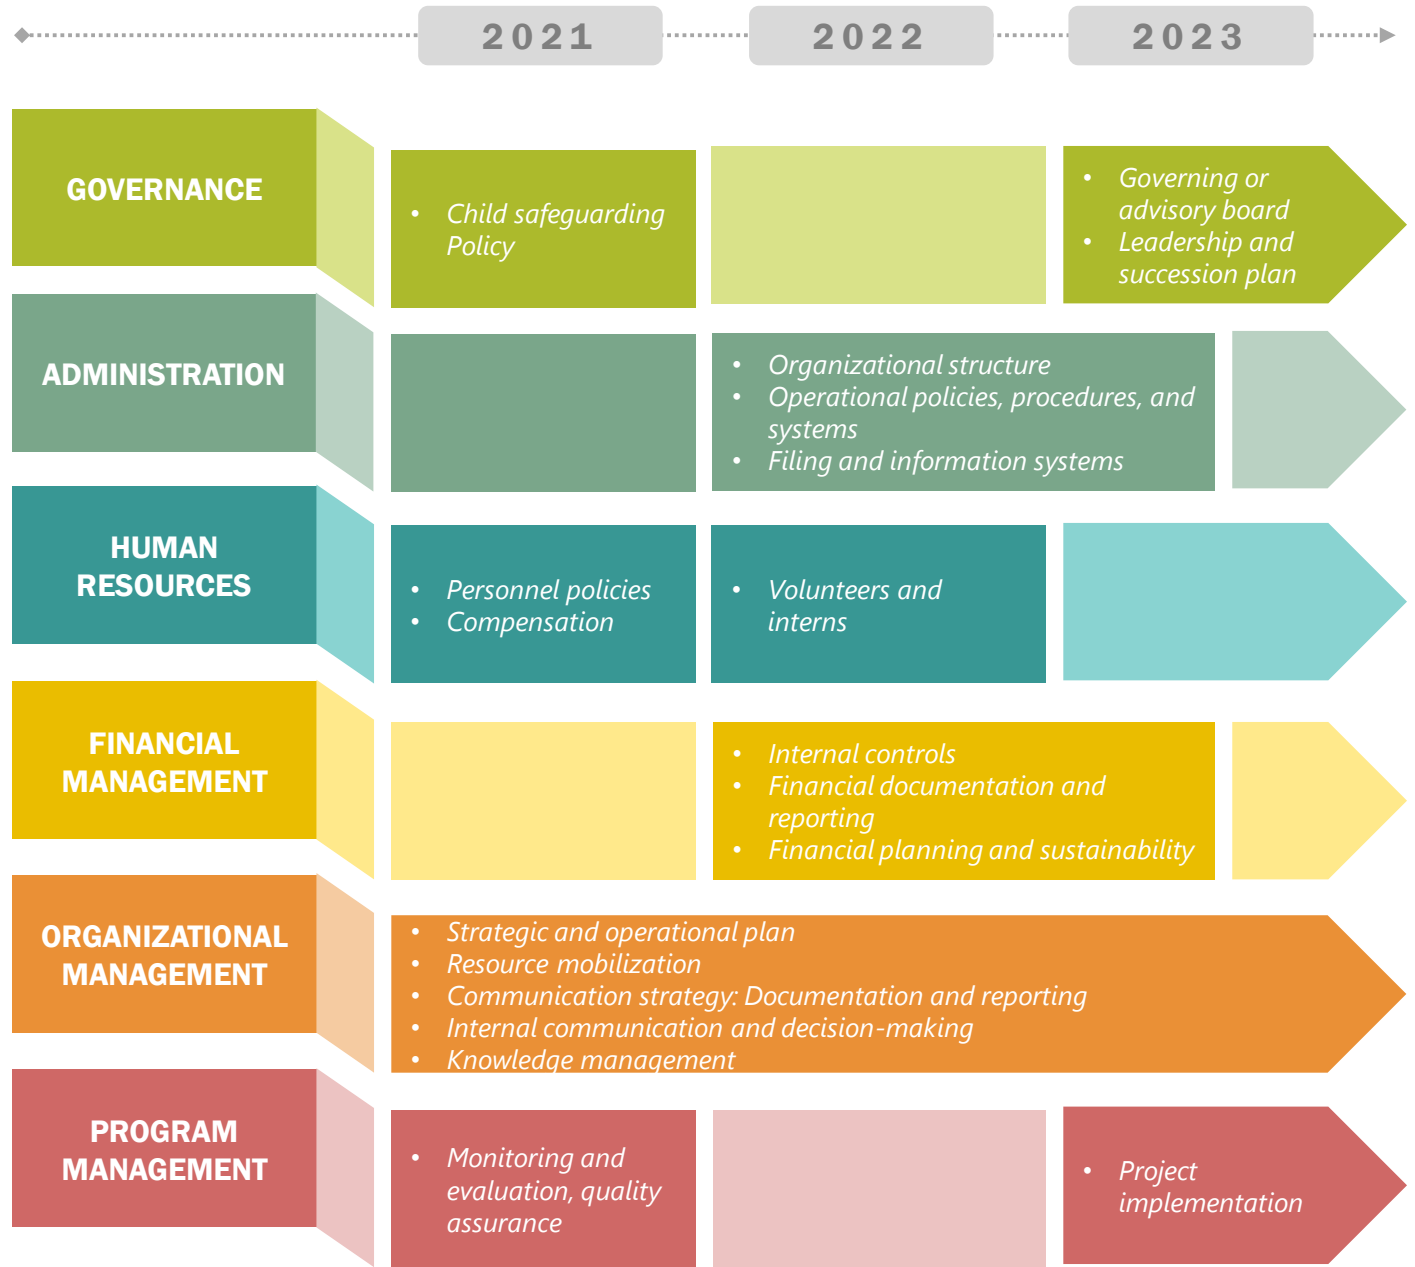 2021 2022 2023
GOVERNANCE
• Child safeguarding
Policy
• Governing or
advisory board
• Leadership and
succession plan
ADMINISTRATION
• Organizational structure
• Operational policies, procedures, and
systems
• Filing and information systems
HUMAN
RESOURCES
• Personnel policies
• Compensation
• Volunteers and
interns
FINANCIAL
MANAGEMENT
• Internal controls
• Financial documentation and
reporting
• Financial planning and sustainability
ORGANIZATIONAL
MANAGEMENT
• Strategic and operational plan
• Resource mobilization
• Communication strategy: Documentation and reporting
• Internal communication and decision-making
• Knowledge management
PROGRAM
MANAGEMENT
• Monitoring and
evaluation, quality
assurance
• Project
implementation